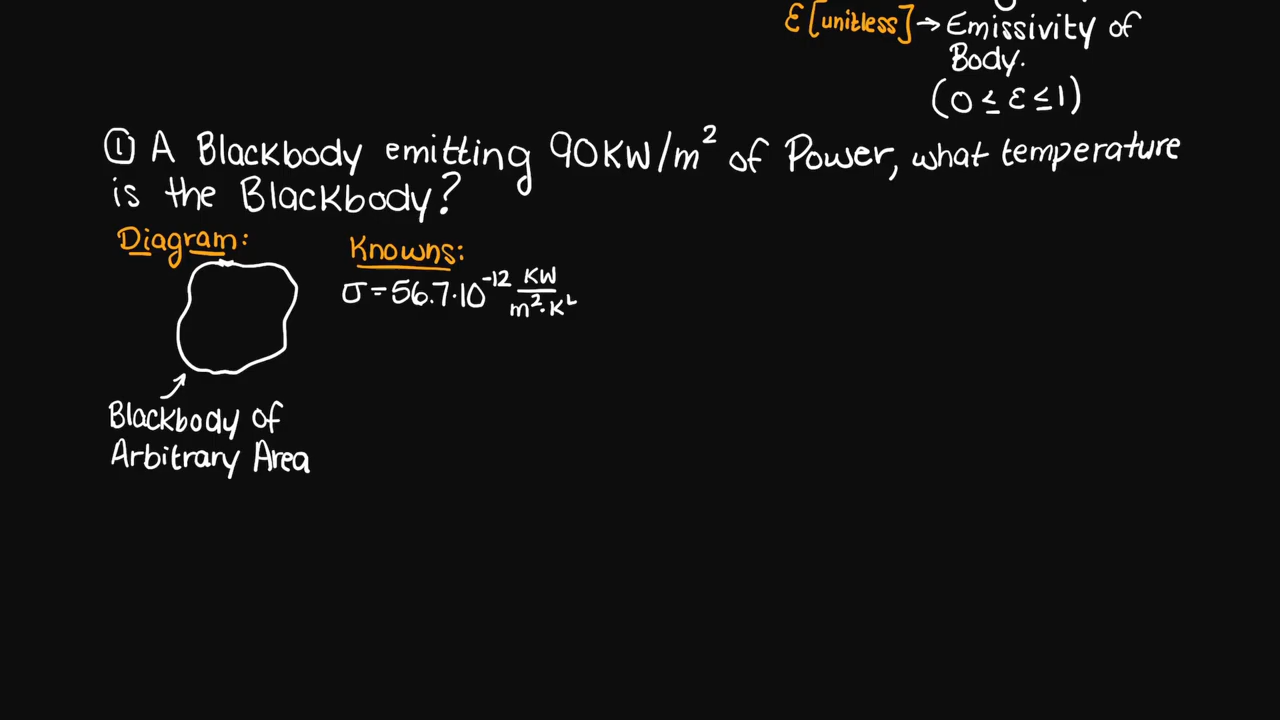 ε [unitless] → Emissivity of
Body.
(0 ≤ ε ≤ 1)
① A Blackbody emitting 90KW/m² of Power, what temperature
is the Blackbody?
Diagram:
Knowns:
σ = 56.7·10⁻¹² KW
m²·K
Blackbody of
Arbitrary Area